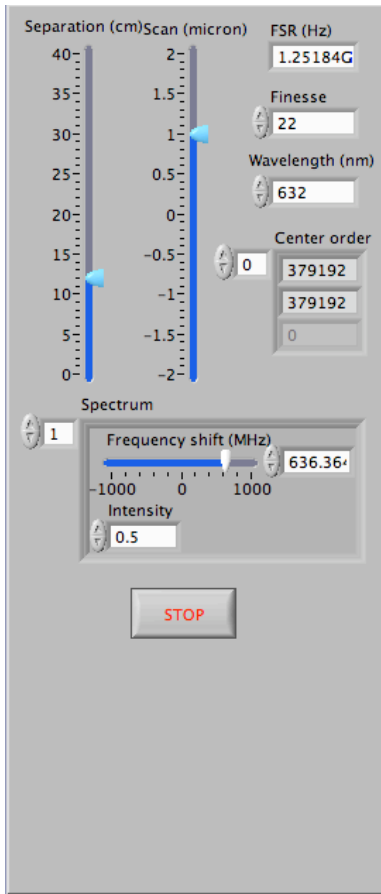 Separation (cm) Scan (micron) FSR (Hz)
1.25184G
40 35 30 25 20 15 10 5 0
2 1.5 1 0.5 0 -0.5 -1 -1.5 -2
Finesse
22
Wavelength (nm)
632
Center order
0 379192
379192
0
Spectrum
1
Frequency shift (MHz)
636.364
-1000 0 1000
Intensity
0.5
STOP